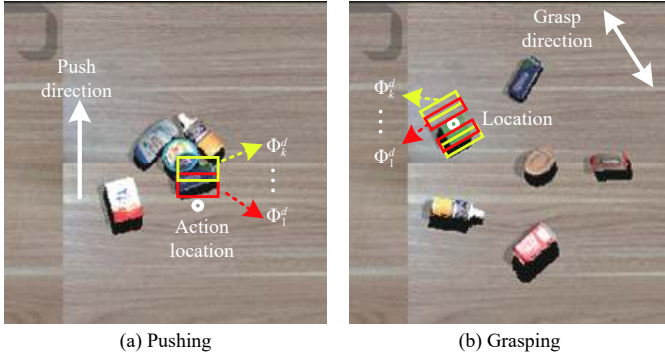 Push
direction
Φ_k^d
⋮
Φ_1^d
Action
location
(a) Pushing
Grasp
direction
Φ_k^d
⋮
Φ_1^d
Location
(b) Grasping